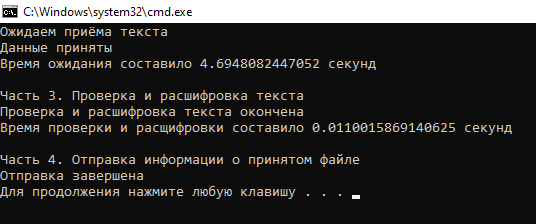 C:\Windows\system32\cmd.exe
Ожидаем приёма текста
Данные приняты
Время ожидания составило 4.6948082447052 секунд
Часть 3. Проверка и расшифровка текста
Проверка и расшифровка текста окончена
Время проверки и расщифровки составило 0.0110015869140625 секунд
Часть 4. Отправка информации о принятом файле
Отправка завершена
Для продолжения нажмите любую клавишу . . .